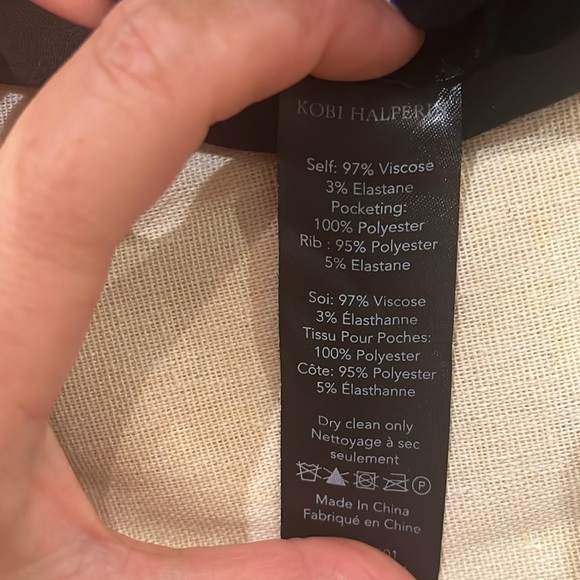 KOBI HALPERIN
Self: 97% Viscose
3% Elastane
Pocketing:
100% Polyester
Rib : 95% Polyester
5% Elastane
Soi: 97% Viscose
3% Élasthanne
Tissu Pour Poches:
100% Polyester
Côte: 95% Polyester
5% Élasthanne
Dry clean only
Nettoyage à sec
seulement
P
Made In China
Fabriqué en Chine